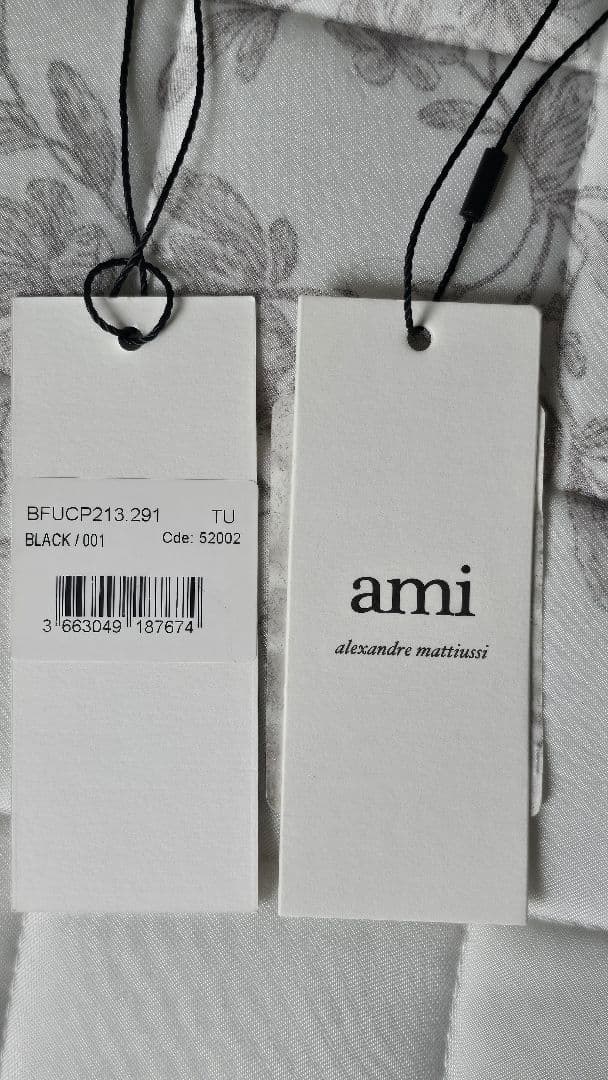 BFUCP213.291 TU
BLACK / 001 Cde: 52002
3 663049 187674
ami
alexandre mattiussi